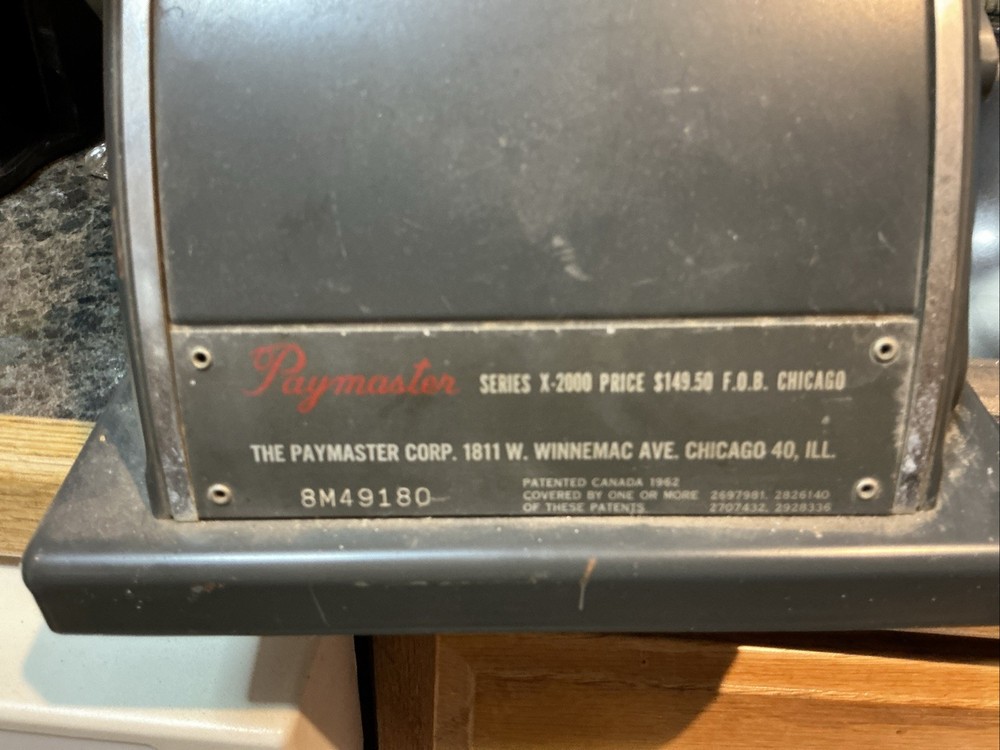 Paymaster SERIES X-2000 PRICE $149.50 F.O.B. CHICAGO
THE PAYMASTER CORP. 1811 W. WINNEMAC AVE. CHICAGO 40, ILL.
8M49180
PATENTED CANADA 1962
COVERED BY ONE OR MORE 2697981, 2826140
OF THESE PATENTS 2707432, 2928336